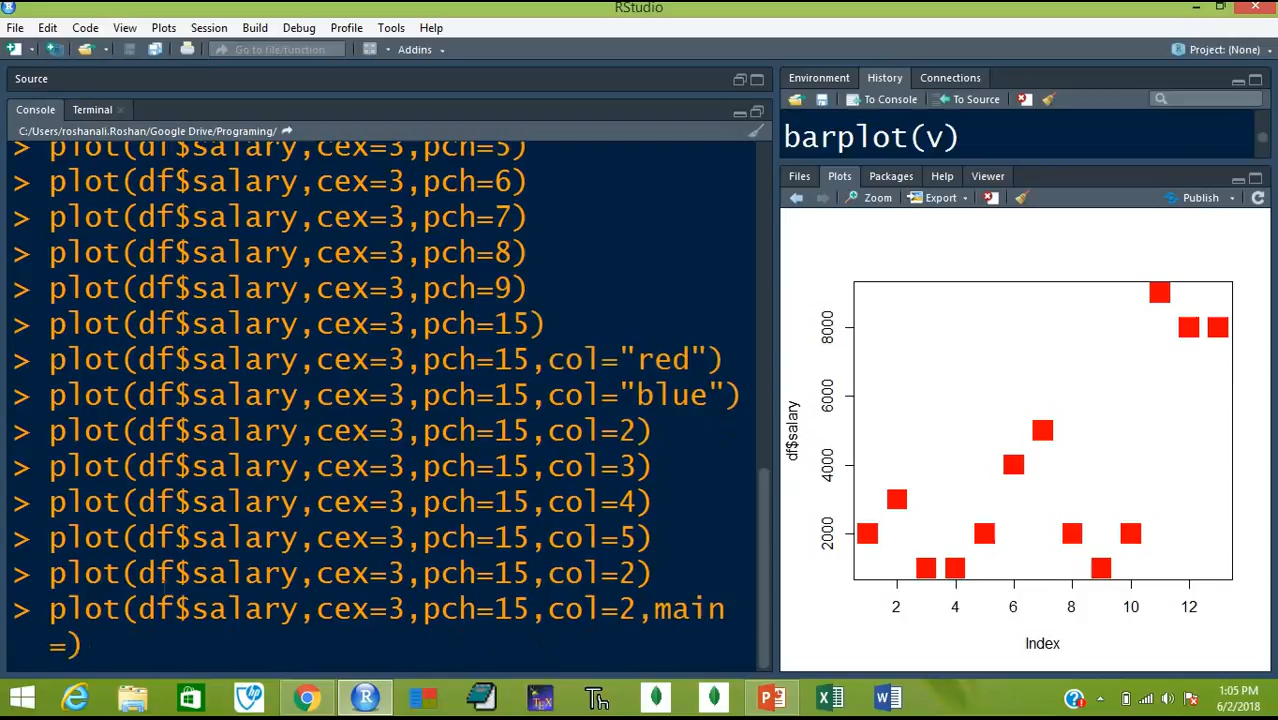 RStudio
File Edit Code View Plots Session Build Debug Profile Tools Help
Go to file/function Addins Project: (None)
Source
Console Terminal
C:/Users/roshanali.Roshan/Google Drive/Programing/
> plot(df$salary,cex=3,pch=5)
> plot(df$salary,cex=3,pch=6)
> plot(df$salary,cex=3,pch=7)
> plot(df$salary,cex=3,pch=8)
> plot(df$salary,cex=3,pch=9)
> plot(df$salary,cex=3,pch=15)
> plot(df$salary,cex=3,pch=15,col="red")
> plot(df$salary,cex=3,pch=15,col="blue")
> plot(df$salary,cex=3,pch=15,col=2)
> plot(df$salary,cex=3,pch=15,col=3)
> plot(df$salary,cex=3,pch=15,col=4)
> plot(df$salary,cex=3,pch=15,col=5)
> plot(df$salary,cex=3,pch=15,col=2)
> plot(df$salary,cex=3,pch=15,col=2,main
=)
Environment History Connections
To Console To Source
barplot(v)
Files Plots Packages Help Viewer
Zoom Export Publish
8000
6000
4000
2000
df$salary
2 4 6 8 10 12
Index
1:05 PM
6/2/2018